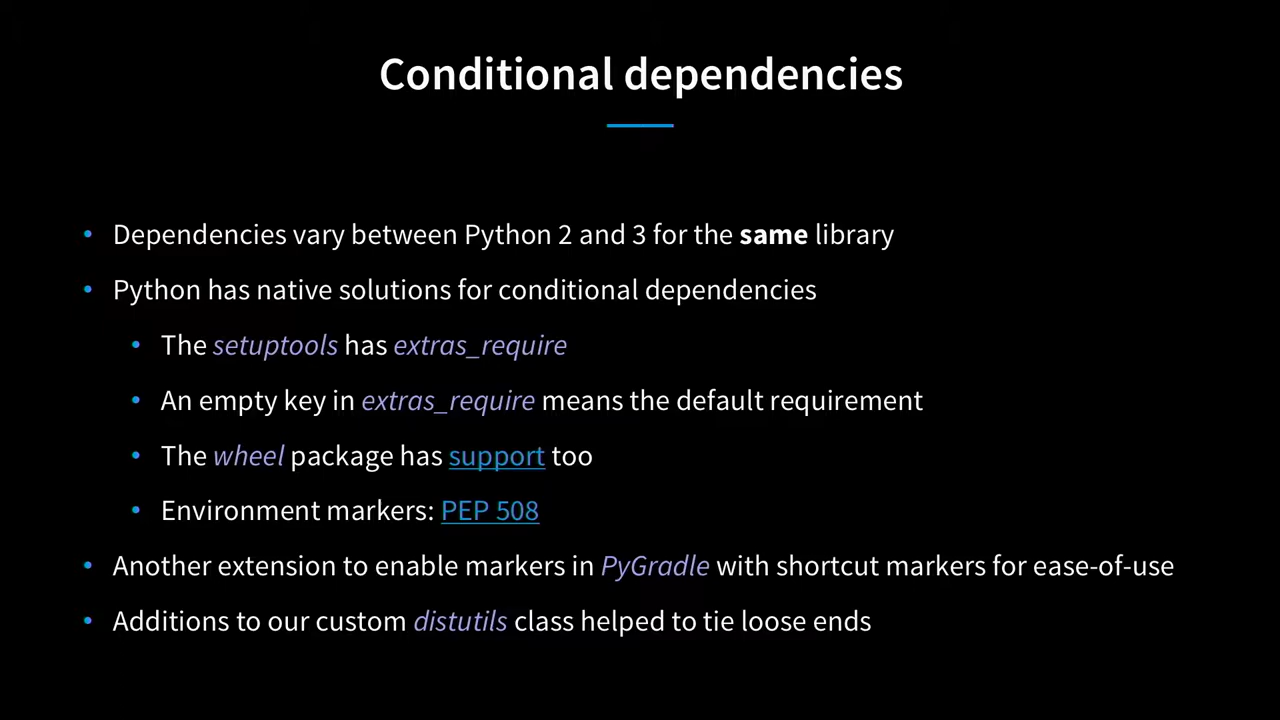 Conditional dependencies
Dependencies vary between Python 2 and 3 for the same library
Python has native solutions for conditional dependencies
The setuptools has extras_require
An empty key in extras_require means the default requirement
The wheel package has support too
Environment markers: PEP 508
Another extension to enable markers in PyGradle with shortcut markers for ease-of-use
Additions to our custom distutils class helped to tie loose ends